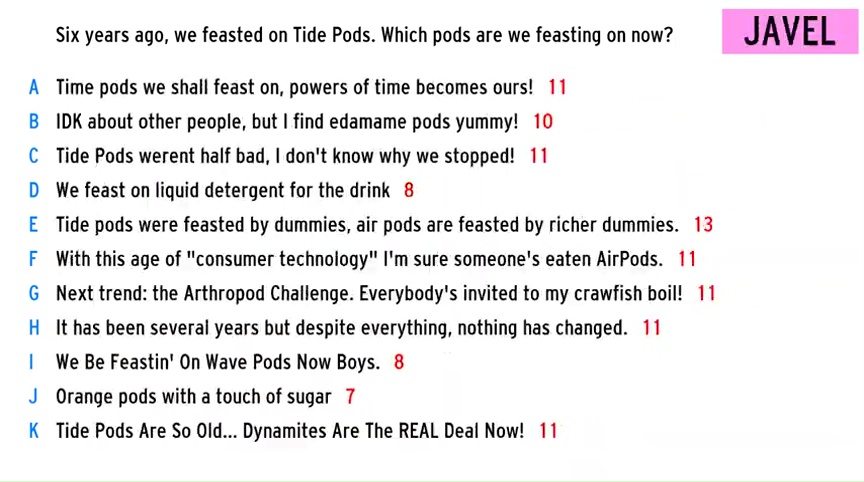 Six years ago, we feasted on Tide Pods. Which pods are we feasting on now?
JAVEL
A Time pods we shall feast on, powers of time becomes ours! 11
B IDK about other people, but I find edamame pods yummy! 10
C Tide Pods werent half bad, I don't know why we stopped! 11
D We feast on liquid detergent for the drink 8
E Tide pods were feasted by dummies, air pods are feasted by richer dummies. 13
F With this age of "consumer technology" I'm sure someone's eaten AirPods. 11
G Next trend: the Arthropod Challenge. Everybody's invited to my crawfish boil! 11
H It has been several years but despite everything, nothing has changed. 11
I We Be Feastin' On Wave Pods Now Boys. 8
J Orange pods with a touch of sugar 7
K Tide Pods Are So Old... Dynamites Are The REAL Deal Now! 11